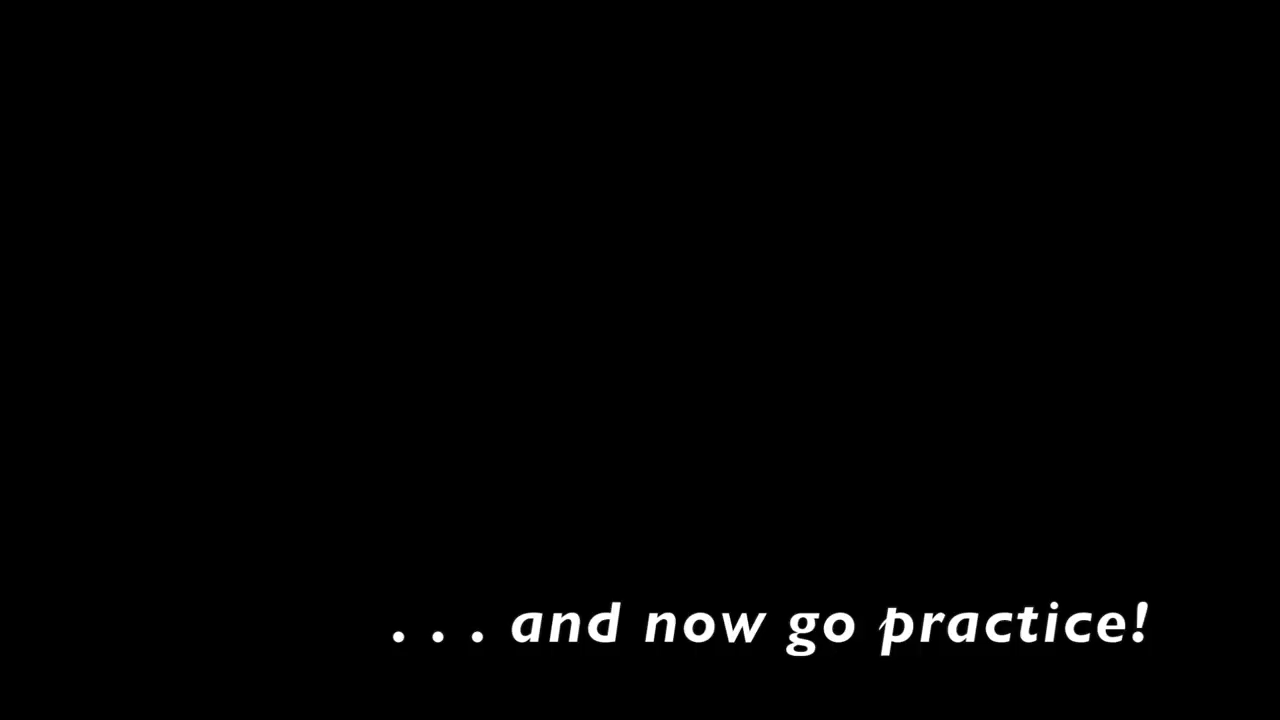 . . . and now go practice!